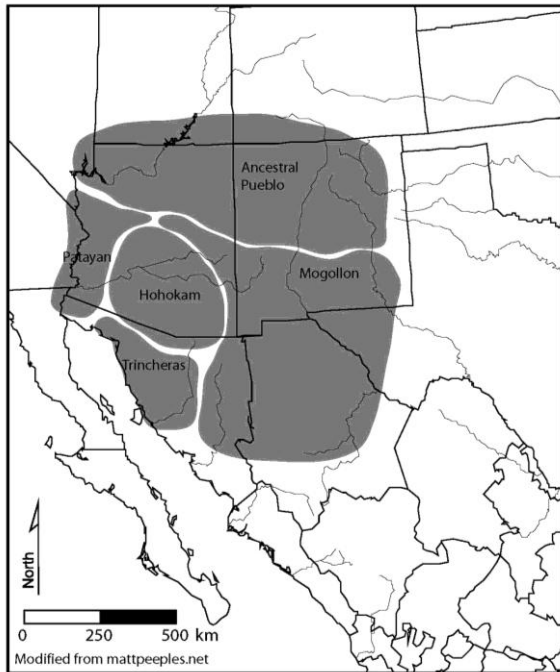 Ancestral
Pueblo
Patayan
Mogollon
Hohokam
Trincheras
North
0 250 500 km
Modified from mattpeeples.net